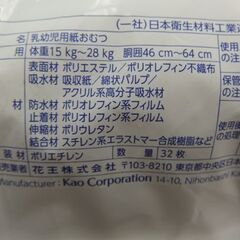 (一社)日本衛生材料工業連
品名 乳幼児用紙おむつ
体重15kg〜28kg 胴囲46cm〜64cm
表面材 ポリエステル／ポリオレフィン不織布
吸水材 吸収紙／綿状パルプ／
アクリル系高分子吸水材
防水材 ポリオレフィン系フィルム
止着材 ポリオレフィン系フィルム
伸縮材 ポリウレタン
結合材 スチレン系エラストマー合成樹脂など
装材 ポリエチレン 数量 32枚
花王株式会社 〒103-8210 東京都中央区日本
Manufacturer : Kao Corporation 14-10, Nihonbashi Kay